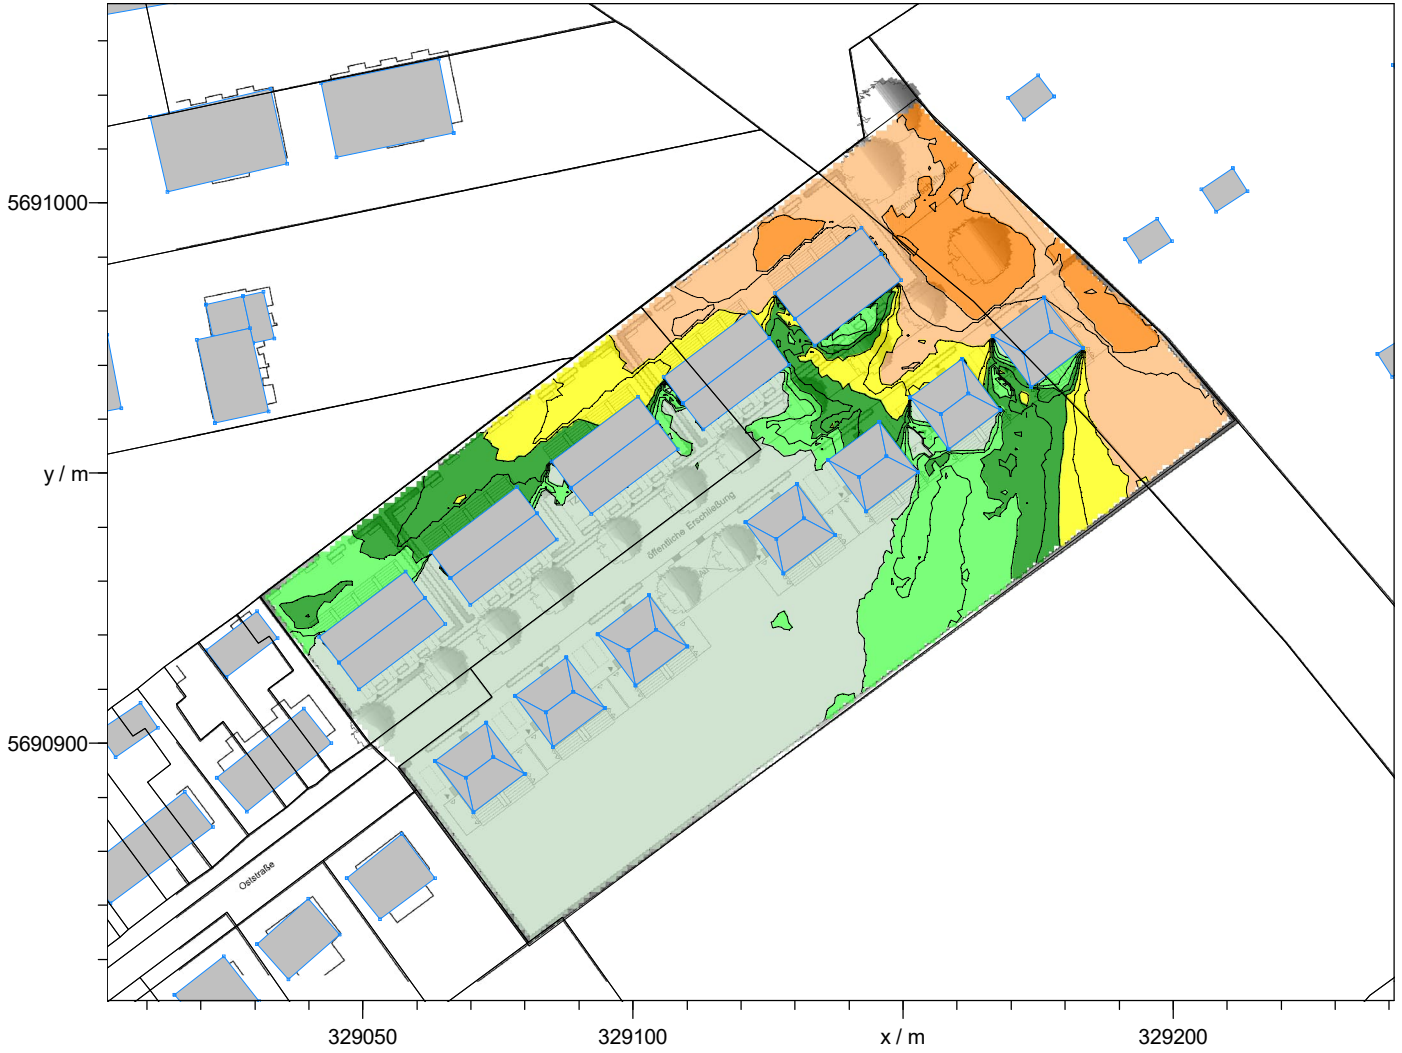 5691000
y / m
öffentliche Erschließung
5690900
Oststraße
329050
329100
x / m
329200